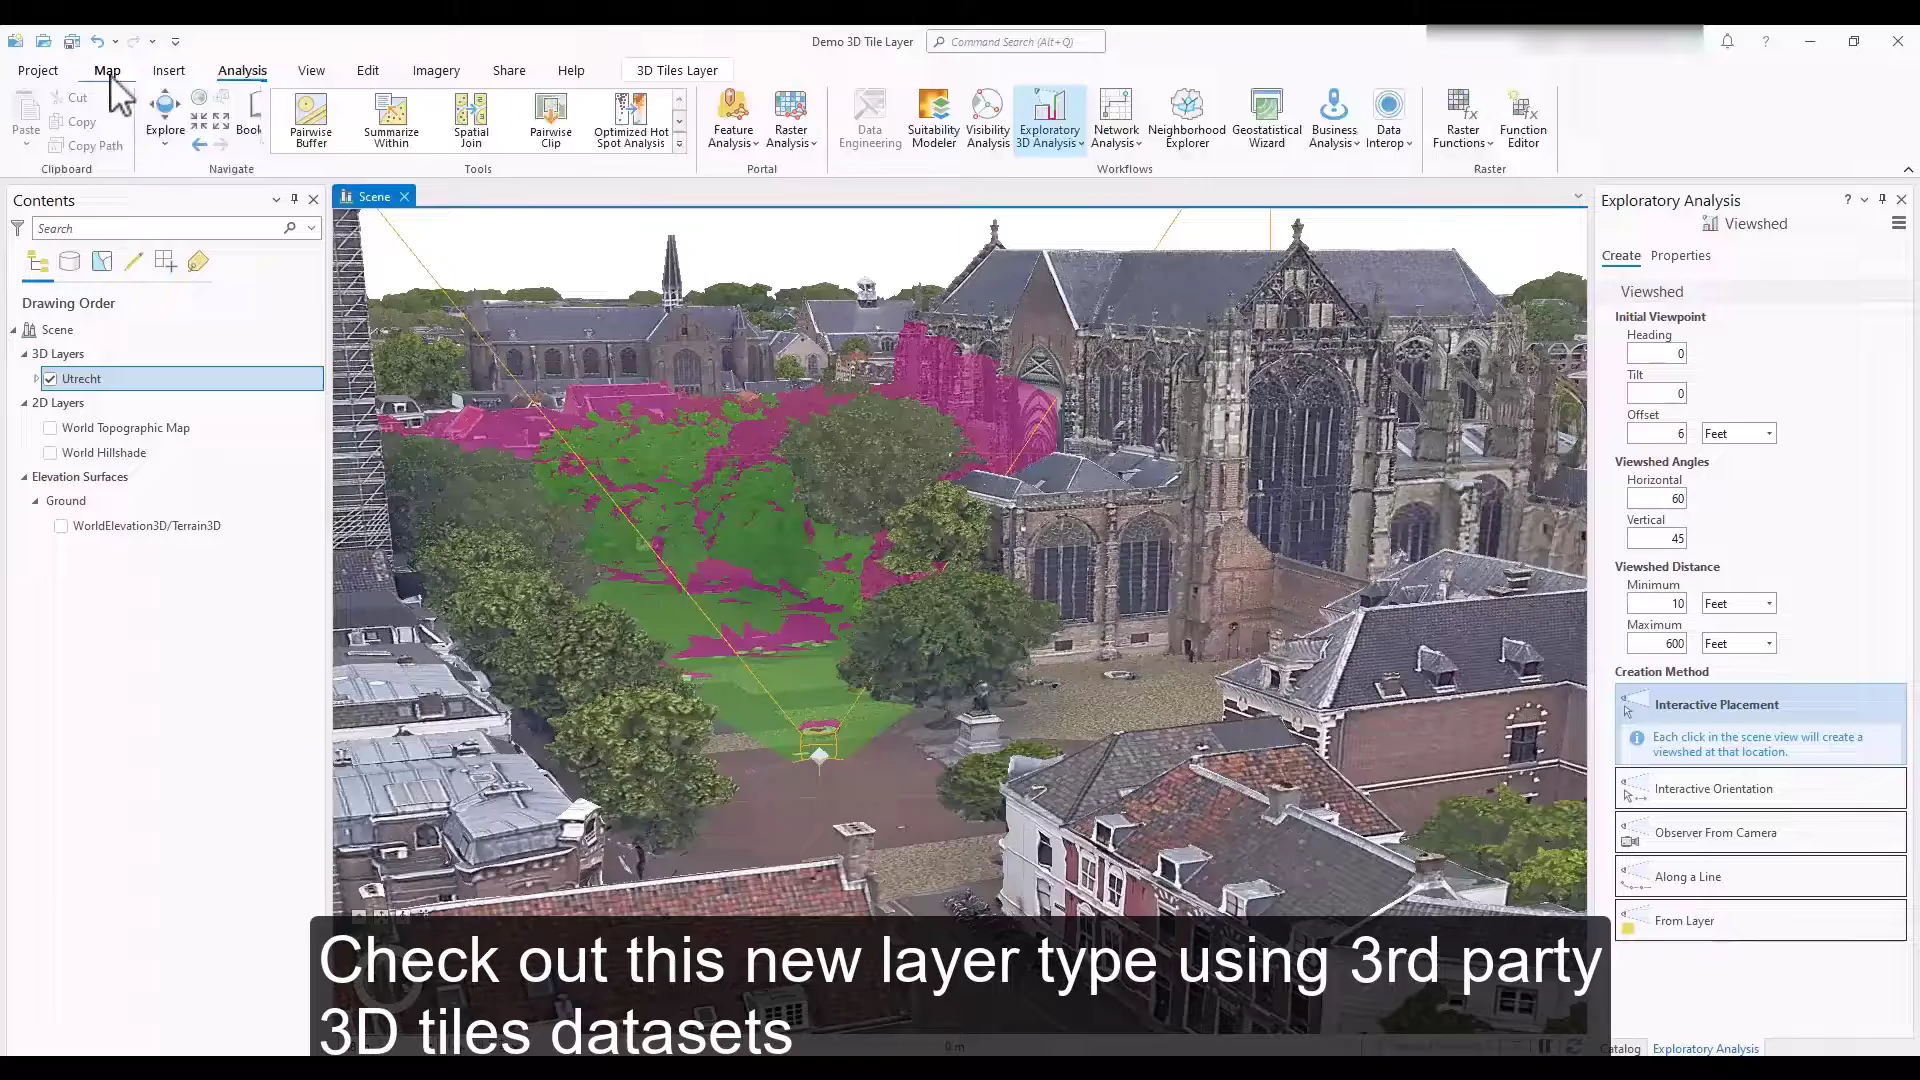 Demo 3D Tile Layer
Command Search (Alt+Q)
?
Project Map Insert Analysis View Edit Imagery Share Help 3D Tiles Layer
Paste
Cut
Copy
Copy Path
Clipboard
Explore
Navigate
Pairwise
Buffer
Summarize
Within
Spatial
Join
Pairwise
Clip
Optimized Hot
Spot Analysis
Tools
Feature
Analysis
Raster
Analysis
Portal
Data
Engineering
Suitability
Modeler
Visibility
Analysis
Exploratory
3D Analysis
Network
Analysis
Neighborhood
Explorer
Geostatistical
Wizard
Business
Analysis
Data
Interop
Workflows
Raster
Functions
Function
Editor
Raster
Contents
Search
Drawing Order
Scene
3D Layers
Utrecht
2D Layers
World Topographic Map
World Hillshade
Elevation Surfaces
Ground
WorldElevation3D/Terrain3D
Scene
Exploratory Analysis
?
Viewshed
Create Properties
Viewshed
Initial Viewpoint
Heading
0
Tilt
0
Offset
6 Feet
Viewshed Angles
Horizontal
60
Vertical
45
Viewshed Distance
Minimum
10 Feet
Maximum
600 Feet
Creation Method
Interactive Placement
Each click in the scene view will create a
viewshed at that location.
Interactive Orientation
Observer From Camera
Along a Line
From Layer
Check out this new layer type using 3rd party
3D tiles datasets
0 m
Catalog Exploratory Analysis